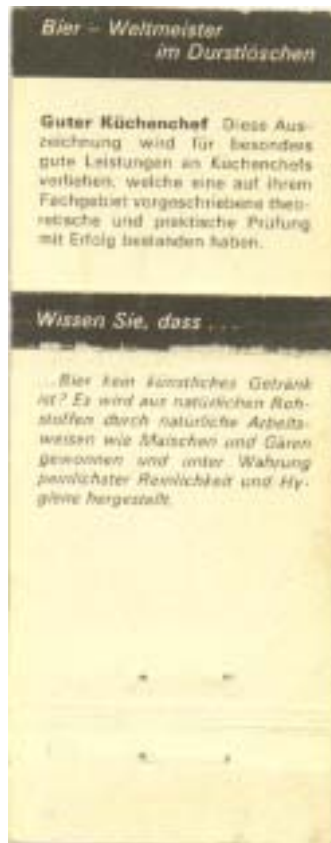 Bier – Weltmeister
im Durstlöschen
Guter Küchenchef Diese Aus-
zeichnung wird für besonders
gute Leistungen an Küchenchefs
verliehen, welche eine auf ihrem
Fachgebiet vorgeschriebene theo-
retische und praktische Prüfung
mit Erfolg bestanden haben.
Wissen Sie, dass . . .
. . . Bier kein künstliches Getränk
ist? Es wird aus natürlichen Roh-
stoffen durch natürliche Arbeits-
weisen wie Maischen und Gären
gewonnen und unter Wahrung
peinlichster Reinlichkeit und Hy-
giene hergestellt.